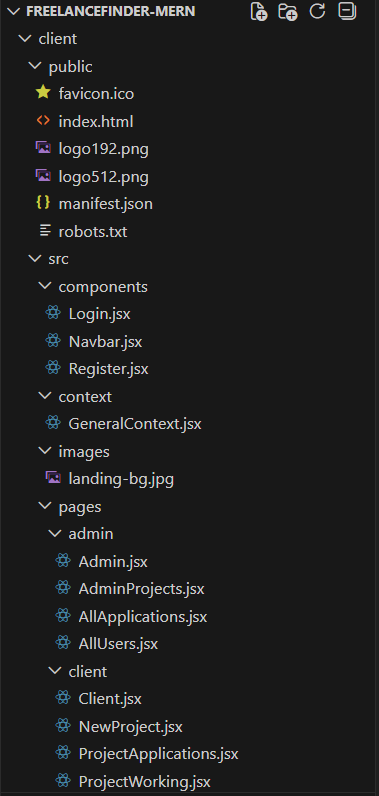 FREELANCEFINDER-MERN
client
public
favicon.ico
index.html
logo192.png
logo512.png
manifest.json
robots.txt
src
components
Login.jsx
Navbar.jsx
Register.jsx
context
GeneralContext.jsx
images
landing-bg.jpg
pages
admin
Admin.jsx
AdminProjects.jsx
AllApplications.jsx
AllUsers.jsx
client
Client.jsx
NewProject.jsx
ProjectApplications.jsx
ProjectWorking.jsx